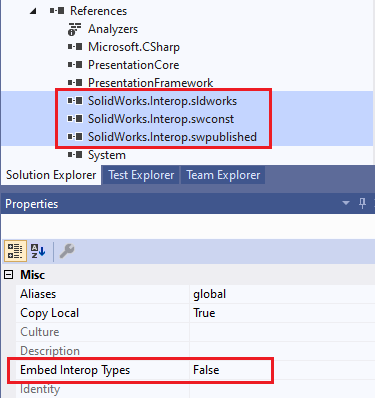 References
Analyzers
Microsoft.CSharp
PresentationCore
PresentationFramework
SolidWorks.Interop.sldworks
SolidWorks.Interop.swconst
SolidWorks.Interop.swpublished
System
Solution Explorer Test Explorer Team Explorer
Properties
Misc
Aliases global
Copy Local True
Culture
Description
Embed Interop Types False
Identity